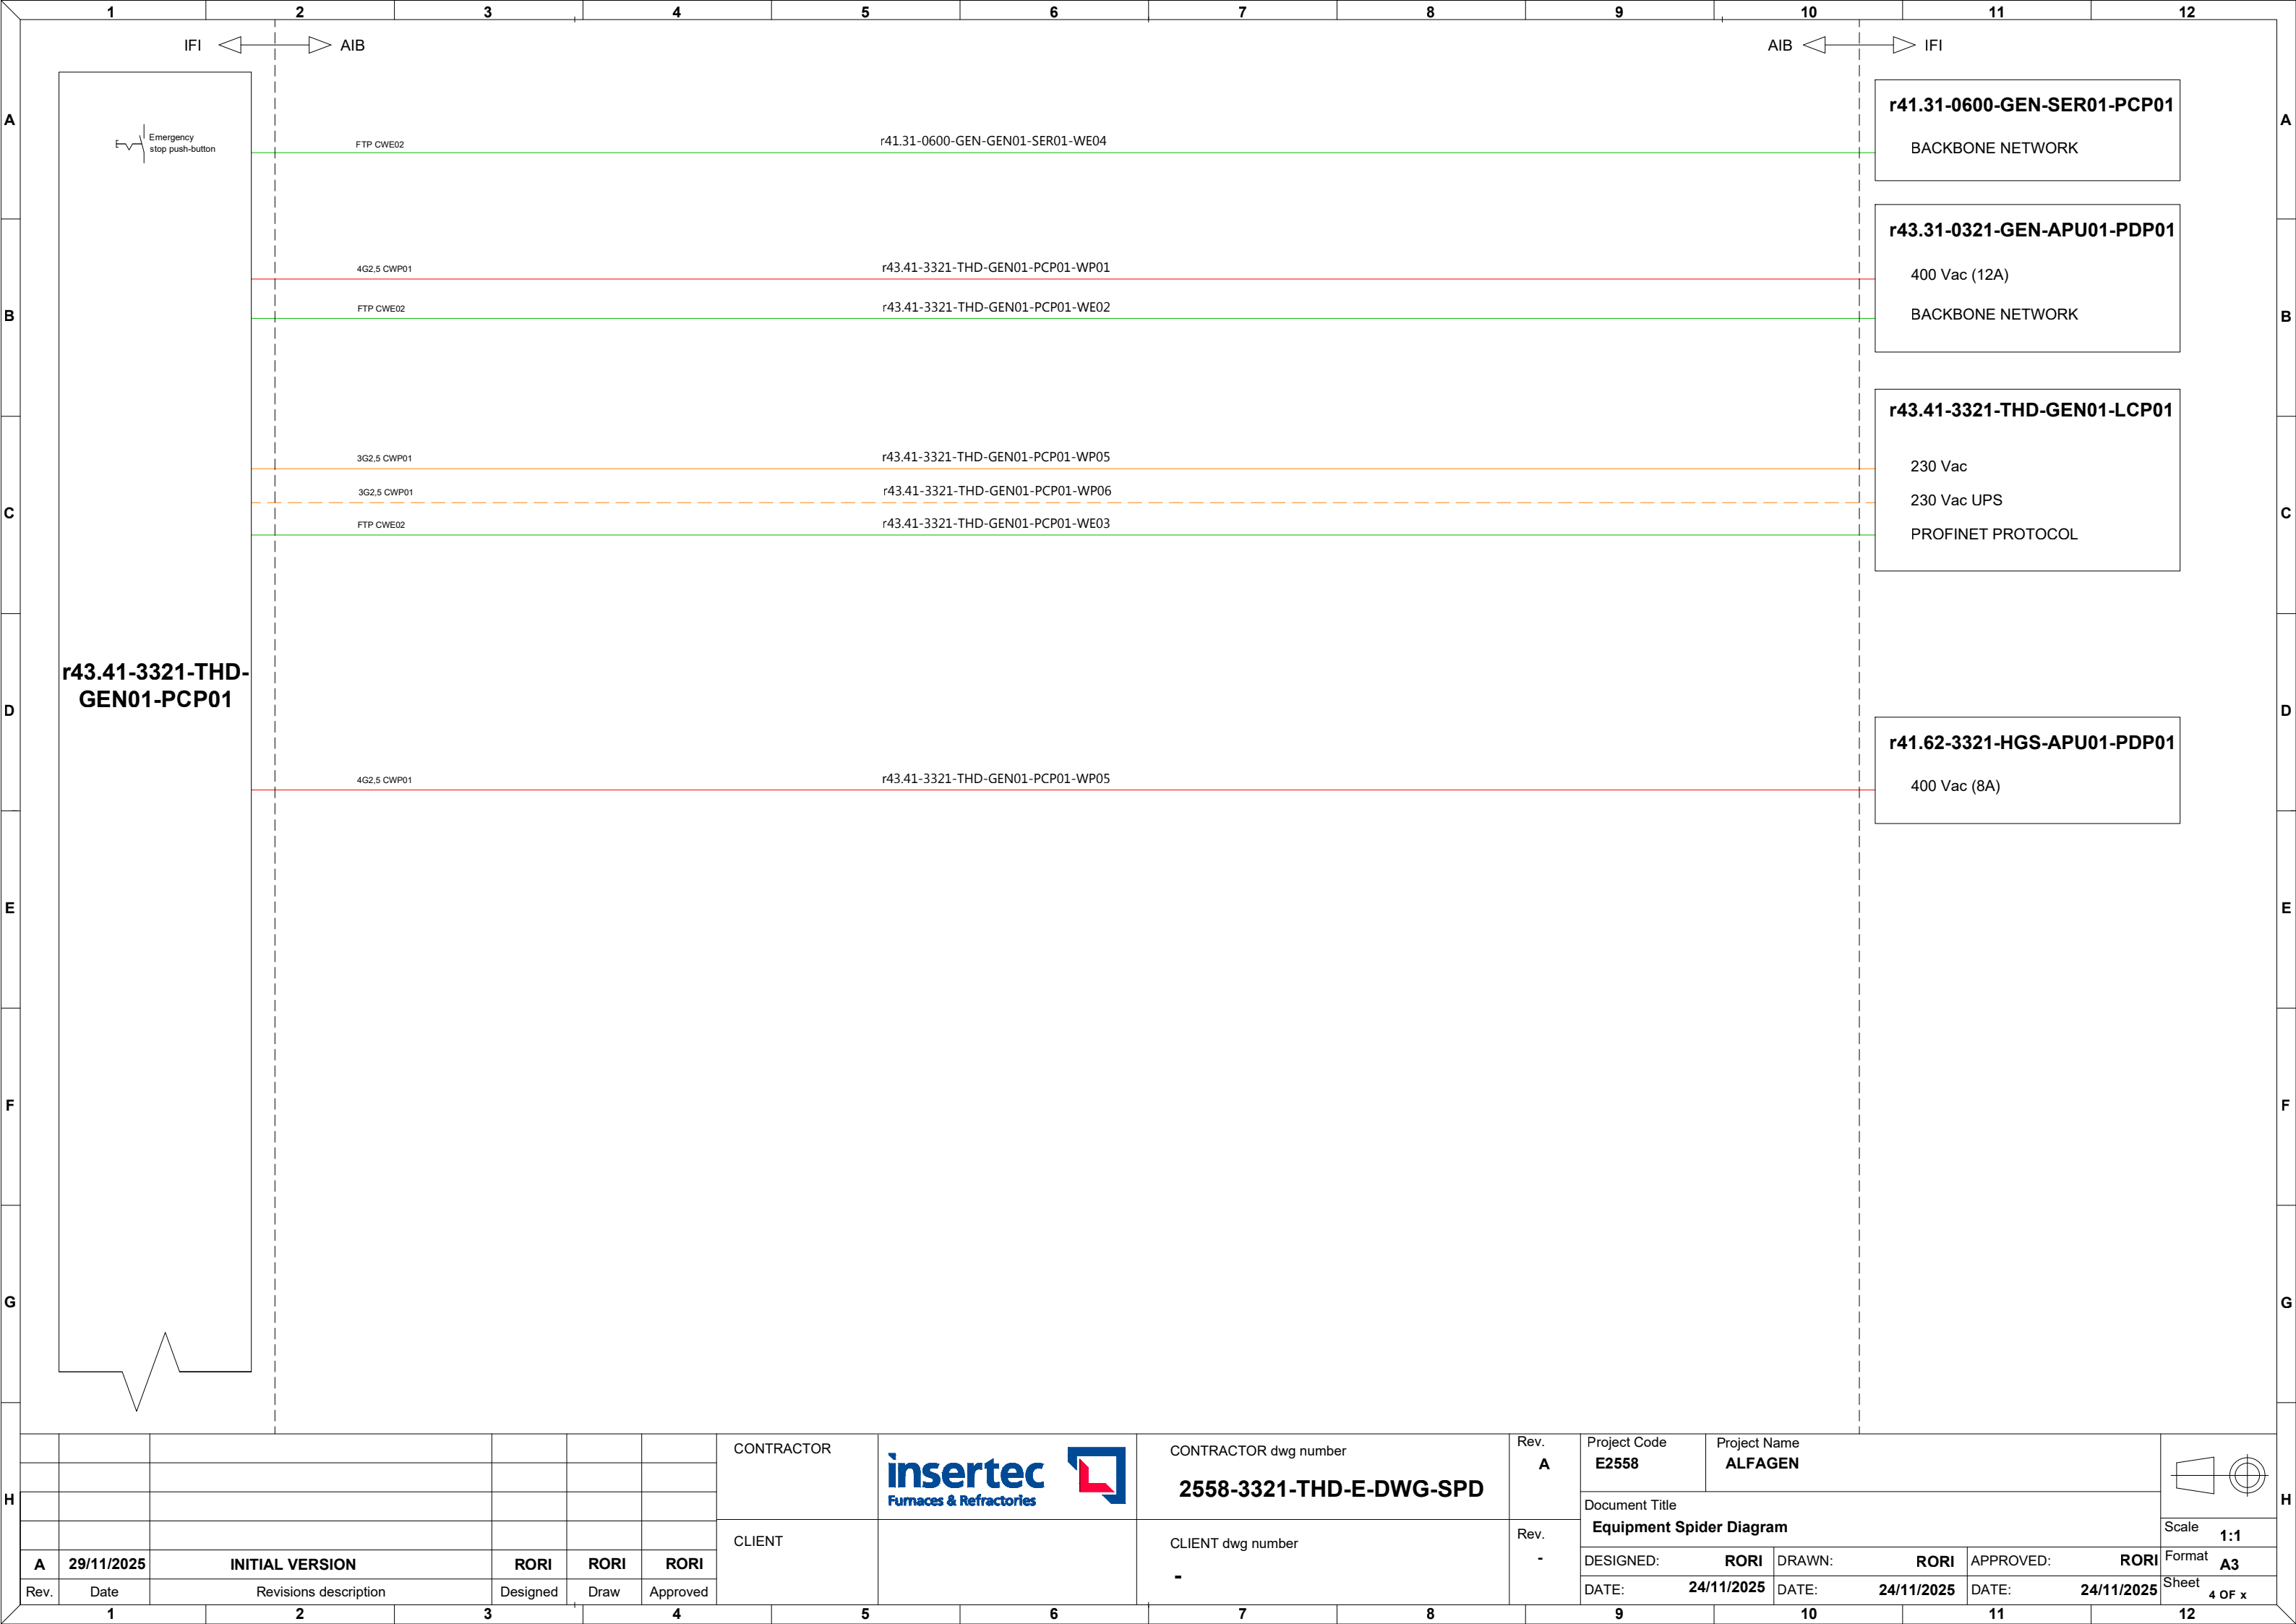 1 2 3 4 5 6 7 8 9 10 11 12
IFI AIB
AIB IFI
A
A
Emergency
stop push-button
FTP CWE02
r41.31-0600-GEN-GEN01-SER01-WE04
r41.31-0600-GEN-SER01-PCP01
BACKBONE NETWORK
B
B
r43.31-0321-GEN-APU01-PDP01
4G2,5 CWP01
r43.41-3321-THD-GEN01-PCP01-WP01
400 Vac (12A)
FTP CWE02
r43.41-3321-THD-GEN01-PCP01-WE02
BACKBONE NETWORK
C
C
r43.41-3321-THD-GEN01-LCP01
3G2,5 CWP01
r43.41-3321-THD-GEN01-PCP01-WP05
230 Vac
3G2,5 CWP01
r43.41-3321-THD-GEN01-PCP01-WP06
230 Vac UPS
FTP CWE02
r43.41-3321-THD-GEN01-PCP01-WE03
PROFINET PROTOCOL
r43.41-3321-THD-
GEN01-PCP01
D
D
r41.62-3321-HGS-APU01-PDP01
4G2,5 CWP01
r43.41-3321-THD-GEN01-PCP01-WP05
400 Vac (8A)
E
E
F
F
G
G
H
H
A 29/11/2025 INITIAL VERSION RORI RORI RORI
Rev. Date Revisions description Designed Draw Approved
CONTRACTOR
insertec
Furnaces & Refractories
CLIENT
CONTRACTOR dwg number
2558-3321-THD-E-DWG-SPD
CLIENT dwg number
-
Rev.
A
Rev.
-
Project Code
E2558
Project Name
ALFAGEN
Document Title
Equipment Spider Diagram
DESIGNED: RORI DRAWN: RORI APPROVED: RORI
DATE: 24/11/2025 DATE: 24/11/2025 DATE: 24/11/2025
Scale
1:1
Format
A3
Sheet
4 OF x
1 2 3 4 5 6 7 8 9 10 11 12